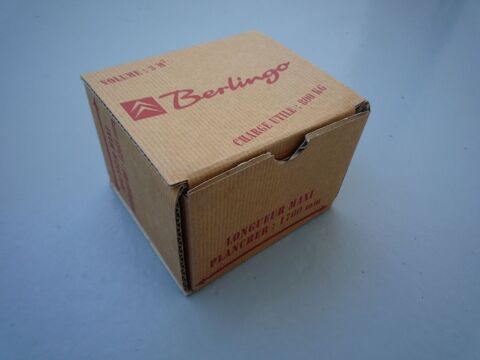 VOLUME : 3 M³
Berlingo
CHARGE UTILE : 800 KG
LONGUEUR MAXI
PLANCHER : 1700 mm